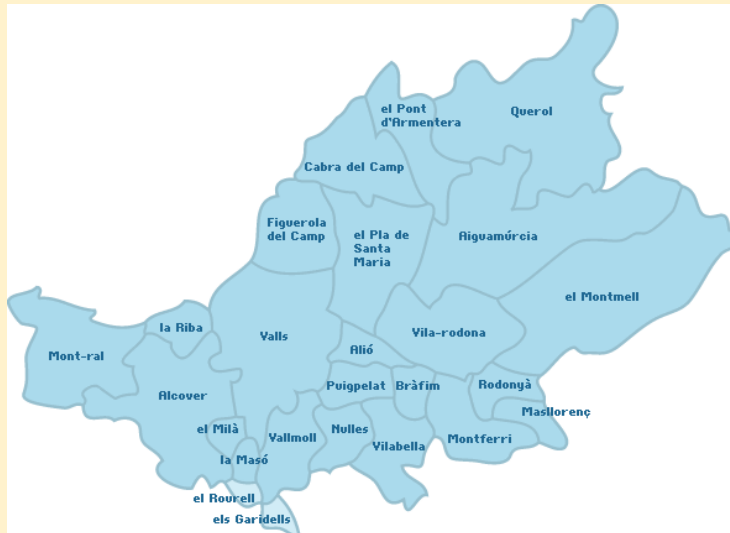 el Pont
d'Armentera
Querol
Cabra del Camp
Figuerola
del Camp
el Pla de
Santa
Maria
Aiguamúrcia
el Montmell
la Riba
Valls
Vila-rodona
Mont-ral
Alió
Alcover
Puigpelat
Bràfim
Rodonyà
Masllorenç
el Milà
Vallmoll
Nulles
Vilabella
Montferri
la Masó
el Rourell
els Garidells